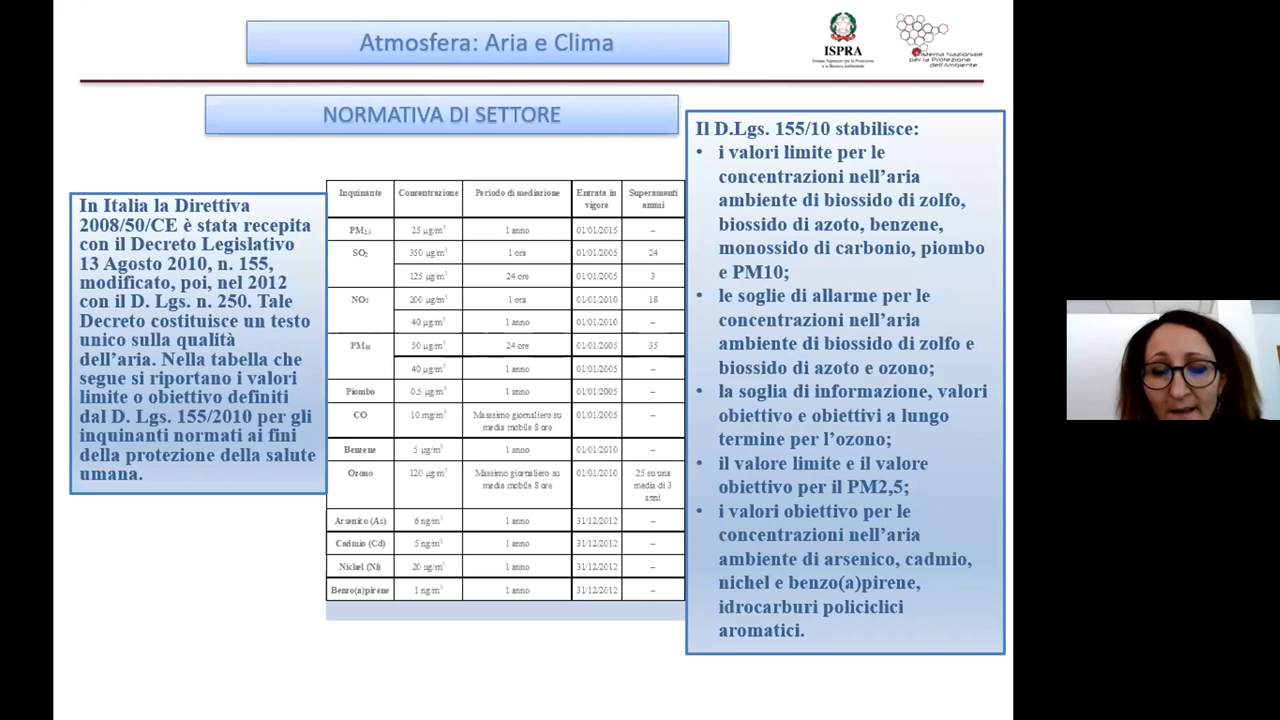 Atmosfera: Aria e Clima
ISPRA
Istituto Superiore per la Protezione
e la Ricerca Ambientale
Sistema Nazionale
per la Protezione
dell'Ambiente
NORMATIVA DI SETTORE
In Italia la Direttiva
2008/50/CE è stata recepita
con il Decreto Legislativo
13 Agosto 2010, n. 155,
modificato, poi, nel 2012
con il D. Lgs. n. 250. Tale
Decreto costituisce un testo
unico sulla qualità
dell'aria. Nella tabella che
segue si riportano i valori
limite o obiettivo definiti
dal D. Lgs. 155/2010 per gli
inquinanti normati ai fini
della protezione della salute
umana.
Inquinante Concentrazione Periodo di mediazione Entrata in vigore Superamenti annui
PM2,5 25 µg/m³ 1 anno 01/01/2015 –
SO2 350 µg/m³ 1 ora 01/01/2005 24
125 µg/m³ 24 ore 01/01/2005 3
NO2 200 µg/m³ 1 ora 01/01/2010 18
40 µg/m³ 1 anno 01/01/2010 –
PM10 50 µg/m³ 24 ore 01/01/2005 35
40 µg/m³ 1 anno 01/01/2005 –
Piombo 0.5 µg/m³ 1 anno 01/01/2005 –
CO 10 mg/m³ Massimo giornaliero su media mobile 8 ore 01/01/2005 –
Benzene 5 µg/m³ 1 anno 01/01/2010 –
Ozono 120 µg/m³ Massimo giornaliero su media mobile 8 ore 01/01/2010 25 su una media di 3 anni
Arsenico (As) 6 ng/m³ 1 anno 31/12/2012 –
Cadmio (Cd) 5 ng/m³ 1 anno 31/12/2012 –
Nichel (Ni) 20 ng/m³ 1 anno 31/12/2012 –
Benzo(a)pirene 1 ng/m³ 1 anno 31/12/2012 –
Il D.Lgs. 155/10 stabilisce:
• i valori limite per le
concentrazioni nell'aria
ambiente di biossido di zolfo,
biossido di azoto, benzene,
monossido di carbonio, piombo
e PM10;
• le soglie di allarme per le
concentrazioni nell'aria
ambiente di biossido di zolfo e
biossido di azoto e ozono;
• la soglia di informazione, valori
obiettivo e obiettivi a lungo
termine per l'ozono;
• il valore limite e il valore
obiettivo per il PM2,5;
• i valori obiettivo per le
concentrazioni nell'aria
ambiente di arsenico, cadmio,
nichel e benzo(a)pirene,
idrocarburi policiclici
aromatici.